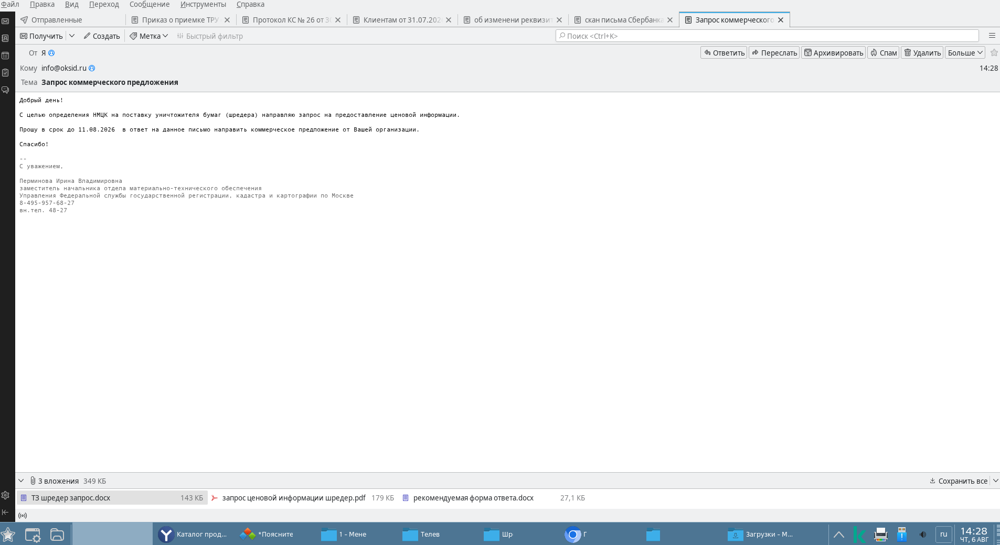 Файл Правка Вид Переход Сообщение Инструменты Справка
Отправленные Приказ о приемке ТРУ Протокол КС № 26 от 30 Клиентам от 31.07.2026 об изменени реквизит скан письма Сбербанка Запрос коммерческого
Получить Создать Метка Быстрый фильтр Поиск <Ctrl+K>
От Я Ответить Переслать Архивировать Спам Удалить Больше
Кому info@oksid.ru 14:28
Тема Запрос коммерческого предложения
Добрый день!
С целью определения НМЦК на поставку уничтожителя бумаг (шредера) направляю запрос на предоставление ценовой информации.
Прошу в срок до 11.08.2026 в ответ на данное письмо направить коммерческое предложение от Вашей организации.
Спасибо!
--
С уважением,
Перминова Ирина Владимировна
заместитель начальника отдела материально-технического обеспечения
Управления Федеральной службы государственной регистрации, кадастра и картографии по Москве
8-495-957-68-27
вн.тел. 48-27
3 вложения 349 КБ Сохранить все
ТЗ шредер запрос.docx 143 КБ запрос ценовой информации шредер.pdf 179 КБ рекомендуемая форма ответа.docx 27,1 КБ
Каталог прод... *Поясните 1 - Мене Телев Шр Г Загрузки - М... ru 14:28
ЧТ, 6 АВГ